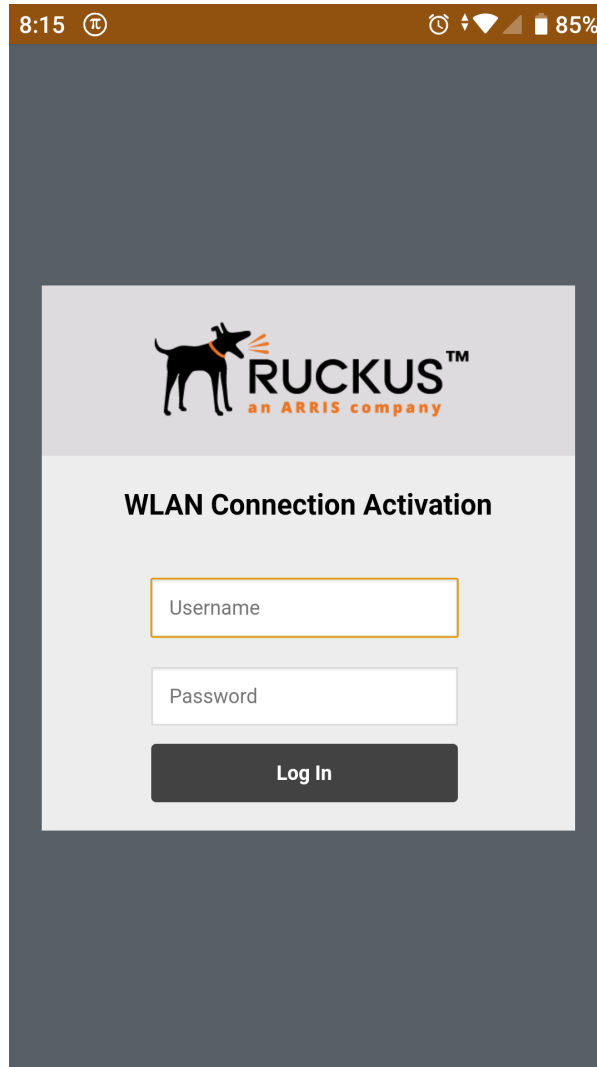 8:15 π 85%
RUCKUS™
an ARRIS company
WLAN Connection Activation
Username
Password
Log In